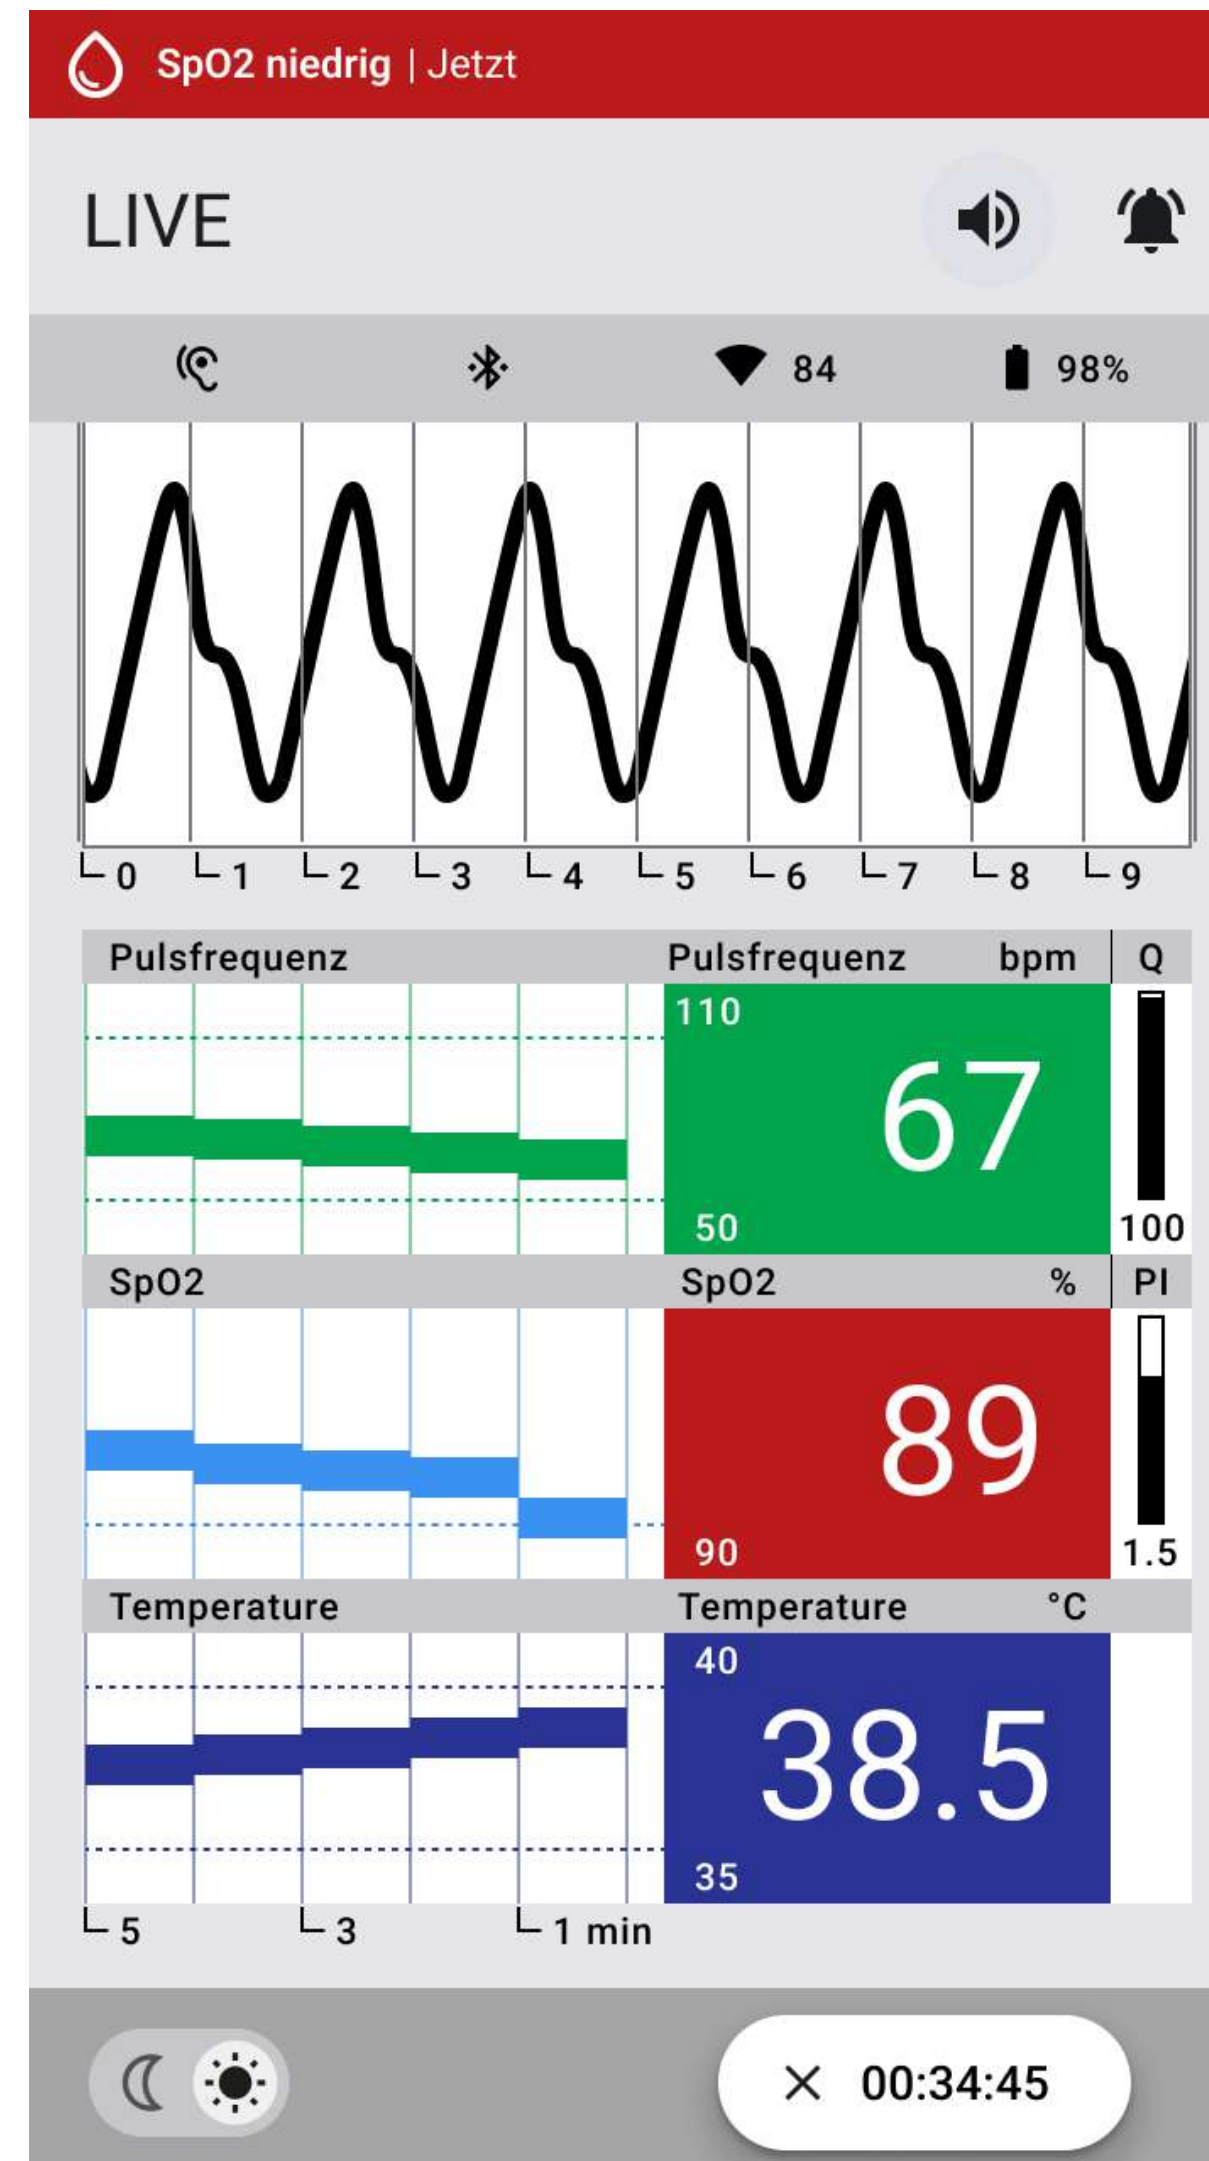 SpO2 niedrig | Jetzt
LIVE
84 98%
0 1 2 3 4 5 6 7 8 9
Pulsfrequenz Pulsfrequenz bpm Q
110
67
50
100
SpO2 SpO2 % PI
89
90
1.5
Temperature Temperature °C
40
38.5
35
5 3 1 min
00:34:45